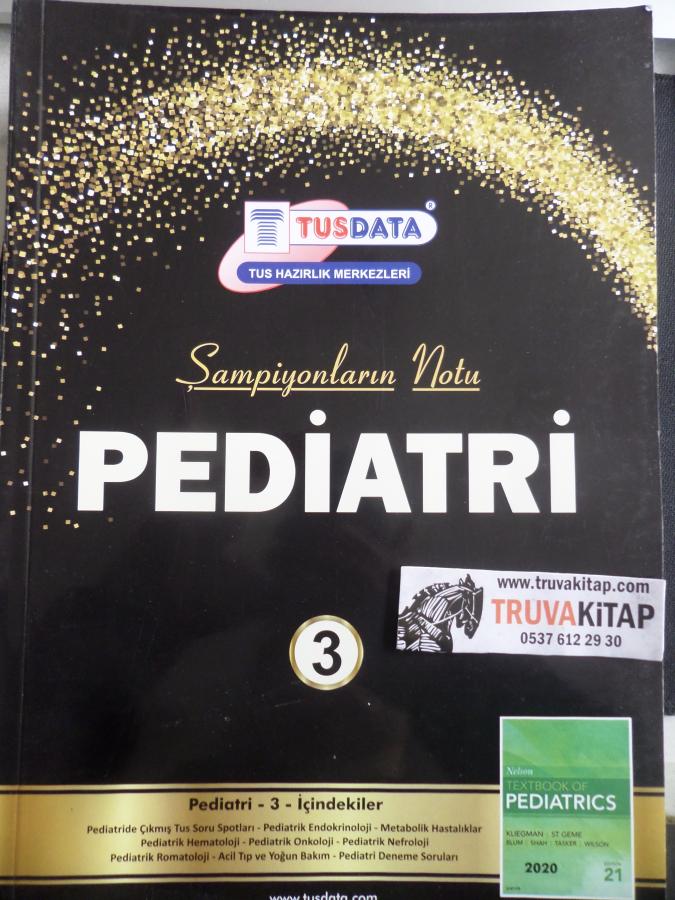 TUSDATA ®
TUS HAZIRLIK MERKEZLERİ
Şampiyonların Notu
PEDİATRİ
www.truvakitap.com
TRUVAKiTAP
0537 612 29 30
3
Nelson
TEXTBOOK OF
PEDIATRICS
KLIEGMAN | ST GEME
BLUM | SHAH | TASKER | WILSON
2020
EDITION
21
Pediatri - 3 - İçindekiler
Pediatride Çıkmış Tus Soru Spotları - Pediatrik Endokrinoloji - Metabolik Hastalıklar
Pediatrik Hematoloji - Pediatrik Onkoloji - Pediatrik Nefroloji
Pediatrik Romatoloji - Acil Tıp ve Yoğun Bakım - Pediatri Deneme Soruları
www.tusdata.com